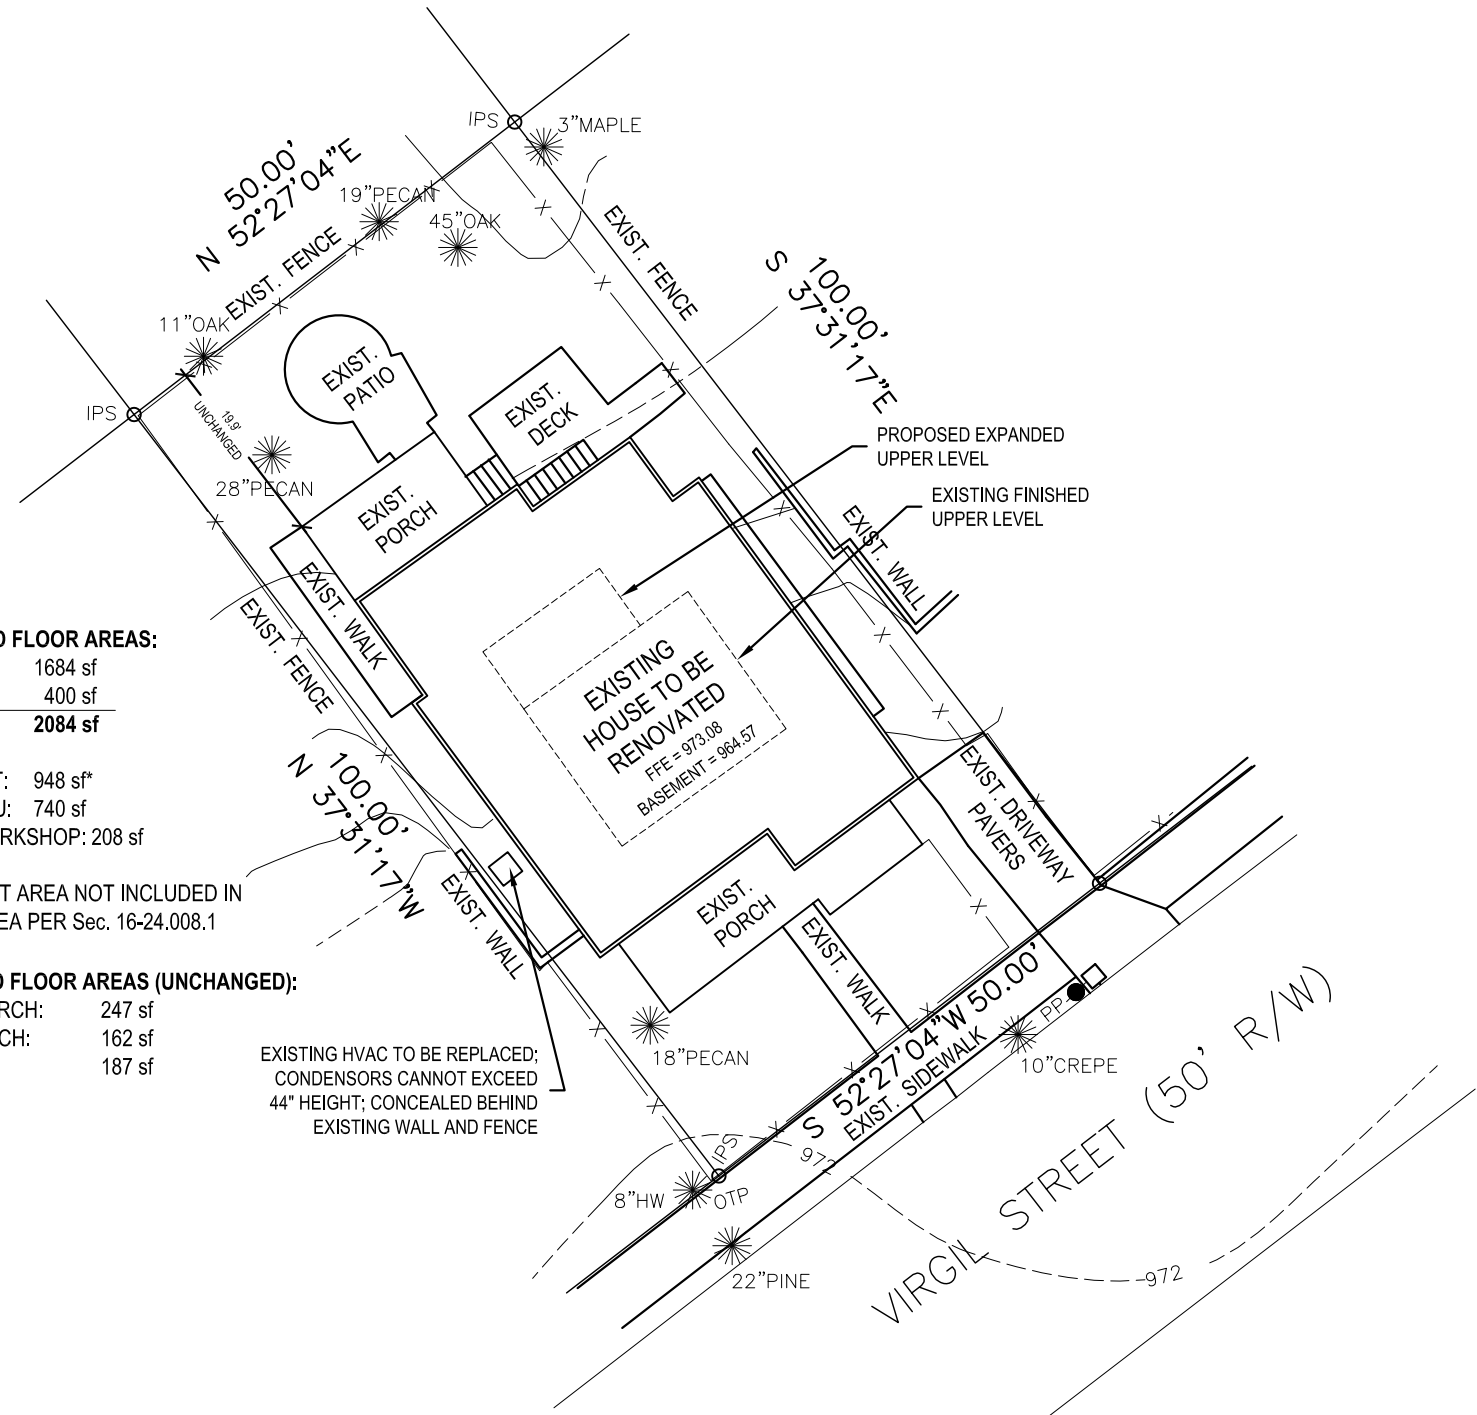 IPS
3"MAPLE
50.00'
N 52°27'04"E
19"PECAN
45"OAK
EXIST. FENCE
EXIST. FENCE
100.00'
S 37°31'17"E
11"OAK
IPS
EXIST.
PATIO
EXIST.
DECK
19.9'
UNCHANGED
28"PECAN
EXIST.
PORCH
PROPOSED EXPANDED
UPPER LEVEL
EXISTING FINISHED
UPPER LEVEL
EXIST. WALL
EXIST. WALK
EXIST. FENCE
EXISTING
HOUSE TO BE
RENOVATED
FFE = 973.08
BASEMENT = 964.57
FLOOR AREAS:
1684 sf
400 sf
2084 sf
948 sf*
740 sf
208 sf
AREA NOT INCLUDED IN
PER Sec. 16-24.008.1
FLOOR AREAS (UNCHANGED):
247 sf
162 sf
187 sf
100.00'
N 37°31'17"W
EXIST. WALL
EXIST. DRIVEWAY
PAVERS
EXIST.
PORCH
EXIST. WALK
EXISTING HVAC TO BE REPLACED;
CONDENSORS CANNOT EXCEED
44" HEIGHT; CONCEALED BEHIND
EXISTING WALL AND FENCE
18"PECAN
S 52°27'04"W 50.00'
EXIST. SIDEWALK
PP
10"CREPE
IPS
972
8"HW
OTP
22"PINE
VIRGIL STREET (50' R/W)
972